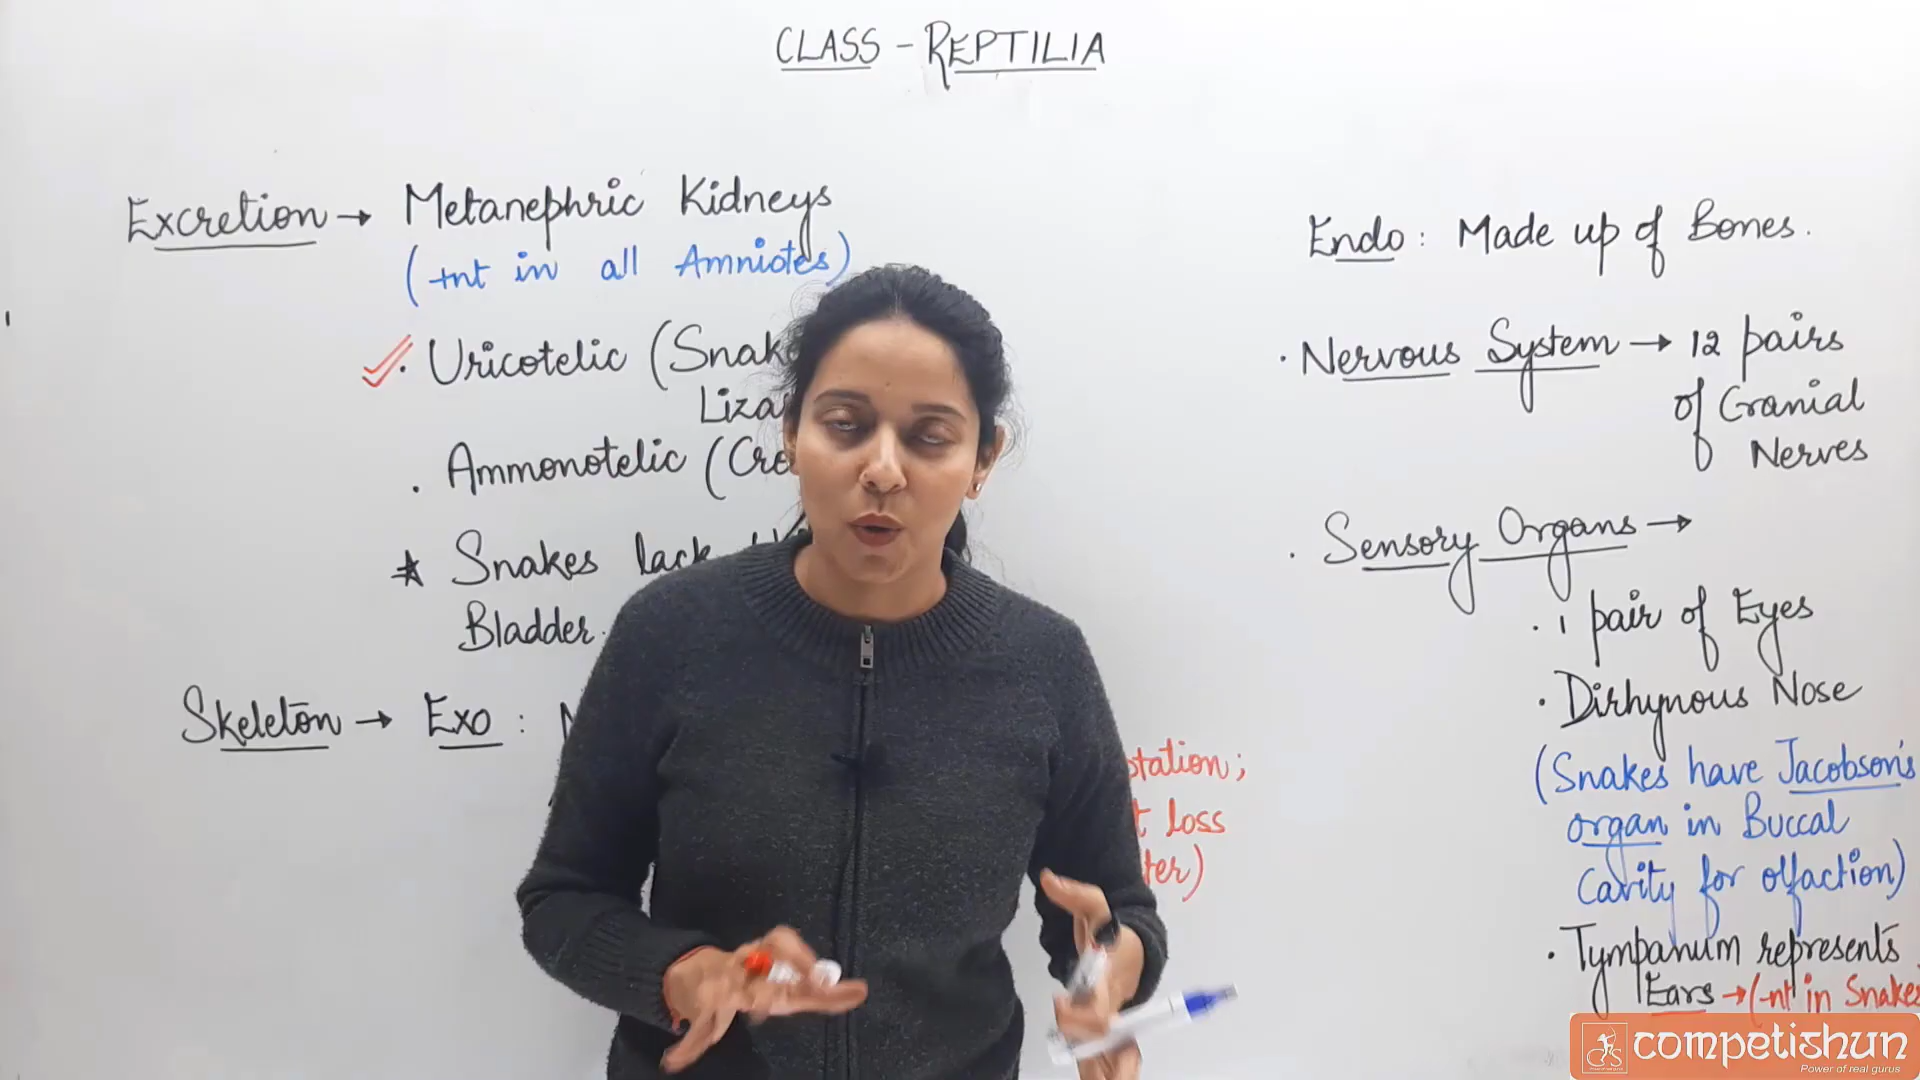 CLASS - REPTILIA
Excretion → Metanephric Kidneys
(+nt in all Amniotes)
. Uricotelic (Snak
Liza
. Ammonotelic (Cro
* Snakes lack
Bladder.
Skeleton → Exo :
station;
t loss
ter)
Endo : Made up of Bones.
. Nervous System → 12 pairs
of Cranial
Nerves
. Sensory Organs →
. 1 pair of Eyes
. Dirhynous Nose
(Snakes have Jacobson's
organ in Buccal
Cavity for olfaction)
. Tympanum represents
Ears → (-nt in Snake
competishun
Power of real gurus